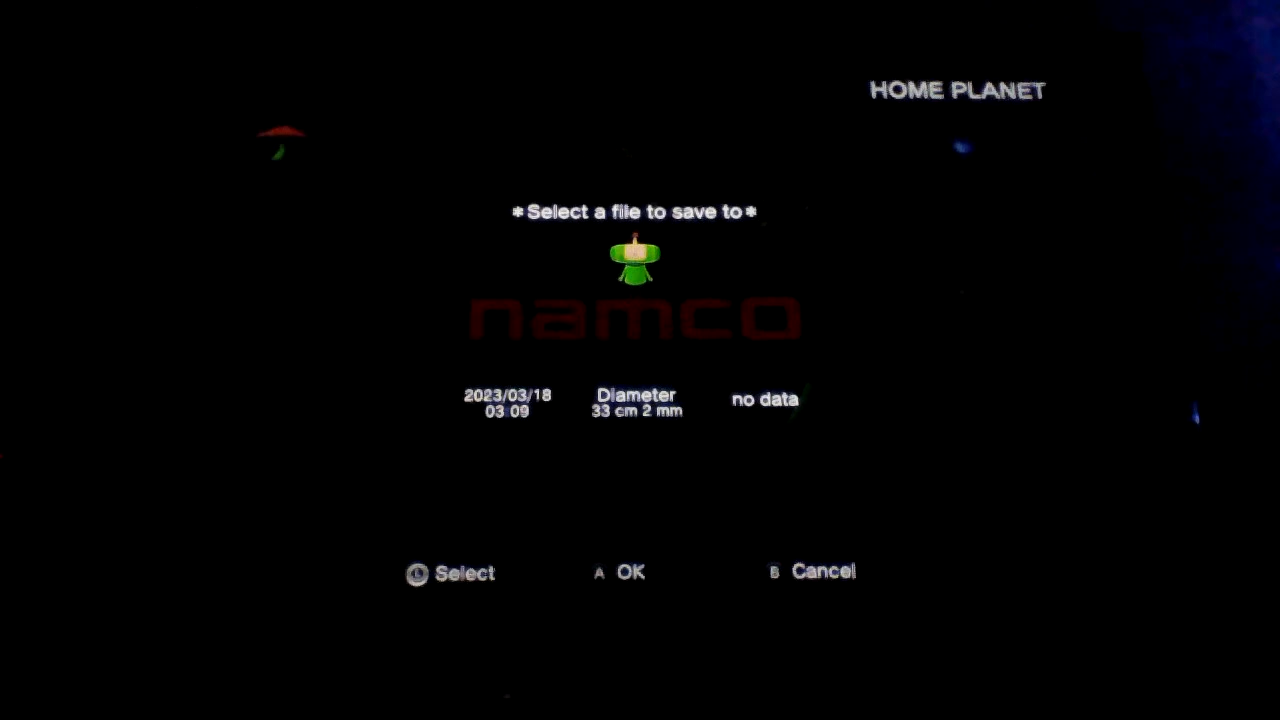 HOME PLANET
*Select a file to save to*
namco
2023/03/18
03 09
Diameter
33 cm 2 mm
no data
L Select
A OK
B Cancel